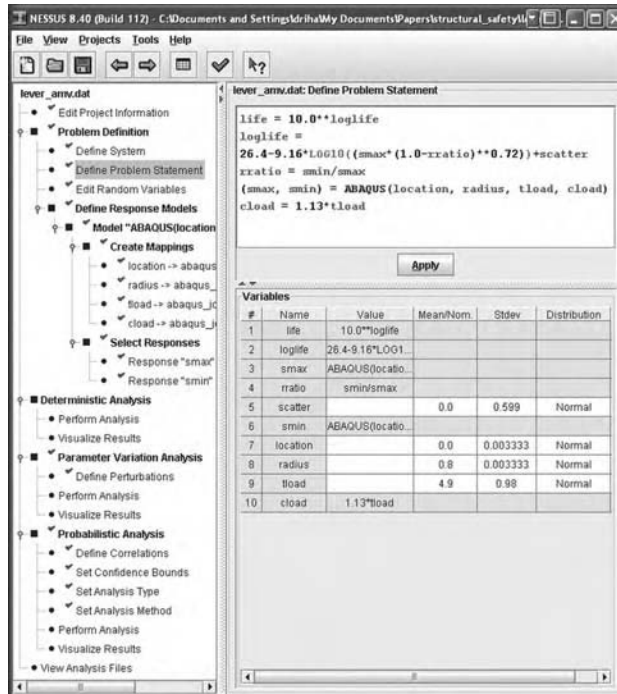 NESSUS 8.40 (Build 112) - C:\Documents and Settings\driha\My Documents\Papers\structural_safety\
File View Projects Tools Help
lever_amv.dat
Edit Project Information
Problem Definition
Define System
Define Problem Statement
Edit Random Variables
Define Response Models
Model "ABAQUS(location
Create Mappings
location -> abaqus
radius -> abaqus_
tload -> abaqus_jo
cload -> abaqus_jo
Select Responses
Response "smax"
Response "smin"
Deterministic Analysis
Perform Analysis
Visualize Results
Parameter Variation Analysis
Define Perturbations
Perform Analysis
Visualize Results
Probabilistic Analysis
Define Correlations
Set Confidence Bounds
Set Analysis Type
Set Analysis Method
Perform Analysis
Visualize Results
View Analysis Files
lever_amv.dat: Define Problem Statement
life = 10.0**loglife
loglife =
26.4-9.16*LOG10((smax*(1.0-rratio)**0.72))+scatter
rratio = smin/smax
(smax, smin) = ABAQUS(location, radius, tload, cload)
cload = 1.13*tload
Apply
Variables
# Name Value Mean/Nom. Stdev Distribution
1 life 10.0**loglife
2 loglife 26.4-9.16*LOG1...
3 smax ABAQUS(locatio...
4 rratio smin/smax
5 scatter 0.0 0.599 Normal
6 smin ABAQUS(locatio...
7 location 0.0 0.003333 Normal
8 radius 0.8 0.003333 Normal
9 tload 4.9 0.98 Normal
10 cload 1.13*tload